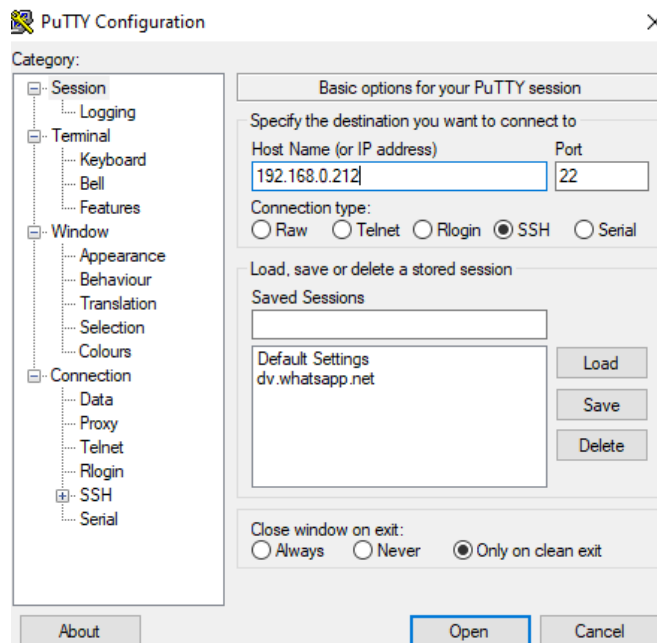 PuTTY Configuration
Category:
Session
Logging
Terminal
Keyboard
Bell
Features
Window
Appearance
Behaviour
Translation
Selection
Colours
Connection
Data
Proxy
Telnet
Rlogin
SSH
Serial
Basic options for your PuTTY session
Specify the destination you want to connect to
Host Name (or IP address) Port
192.168.0.212 22
Connection type:
Raw Telnet Rlogin SSH Serial
Load, save or delete a stored session
Saved Sessions
Default Settings
dv.whatsapp.net
Load
Save
Delete
Close window on exit:
Always Never Only on clean exit
About Open Cancel